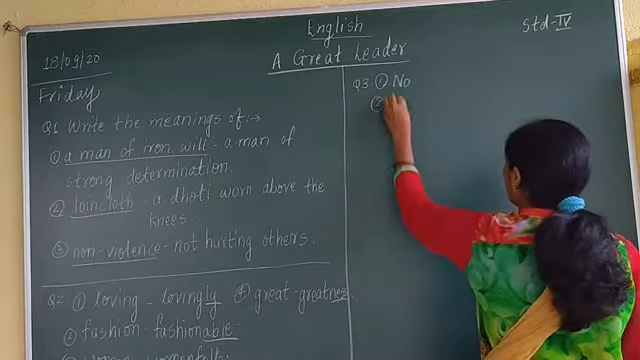 English
Std-IV
18/09/20
A Great Leader
Friday
Q1 Write the meanings of:-
① a man of iron will - a man of
strong determination.
② loincloth - a dhoti worn above the
knees.
③ non-violence - not hurting others.
Q2 ① loving - lovingly ④ great-greatness
② fashion - fashionable:
Q3. ① No
②